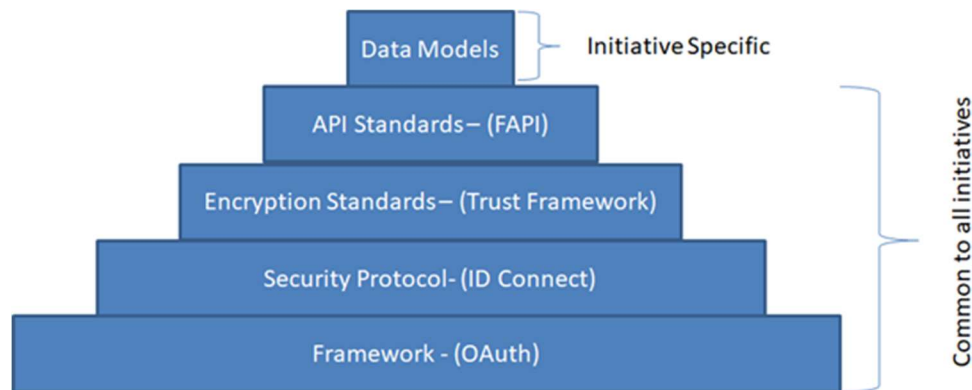 Data Models
Initiative Specific
API Standards – (FAPI)
Encryption Standards – (Trust Framework)
Security Protocol- (ID Connect)
Framework - (OAuth)
Common to all initiatives